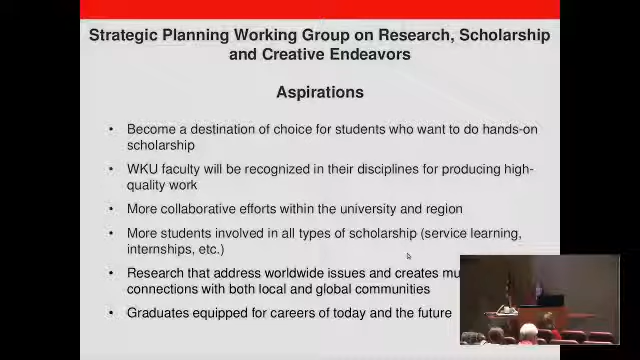 Strategic Planning Working Group on Research, Scholarship
and Creative Endeavors
Aspirations
• Become a destination of choice for students who want to do hands-on
scholarship
• WKU faculty will be recognized in their disciplines for producing high-
quality work
• More collaborative efforts within the university and region
• More students involved in all types of scholarship (service learning,
internships, etc.)
• Research that address worldwide issues and creates
connections with both local and global communities
• Graduates equipped for careers of today and the future